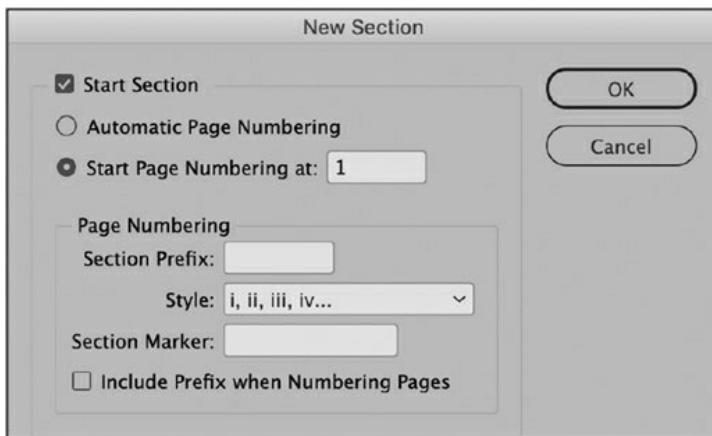 New Section
Start Section
OK
Automatic Page Numbering
Cancel
Start Page Numbering at: 1
Page Numbering
Section Prefix:
Style: i, ii, iii, iv...
Section Marker:
Include Prefix when Numbering Pages